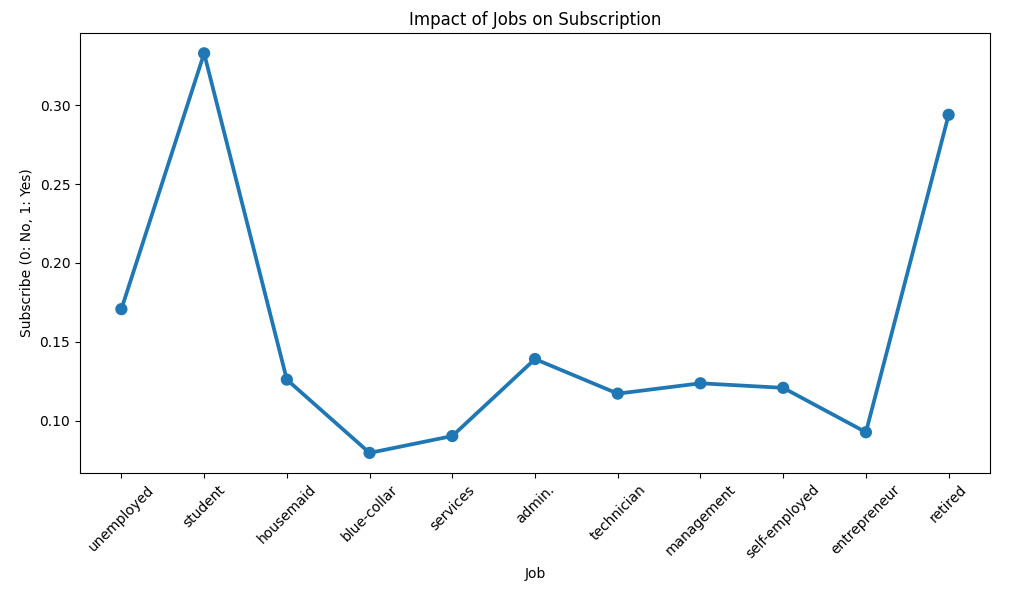 Impact of Jobs on Subscription
Subscribe (0: No, 1: Yes)
0.30
0.25
0.20
0.15
0.10
unemployed
student
housemaid
blue-collar
services
admin.
technician
management
self-employed
entrepreneur
retired
Job